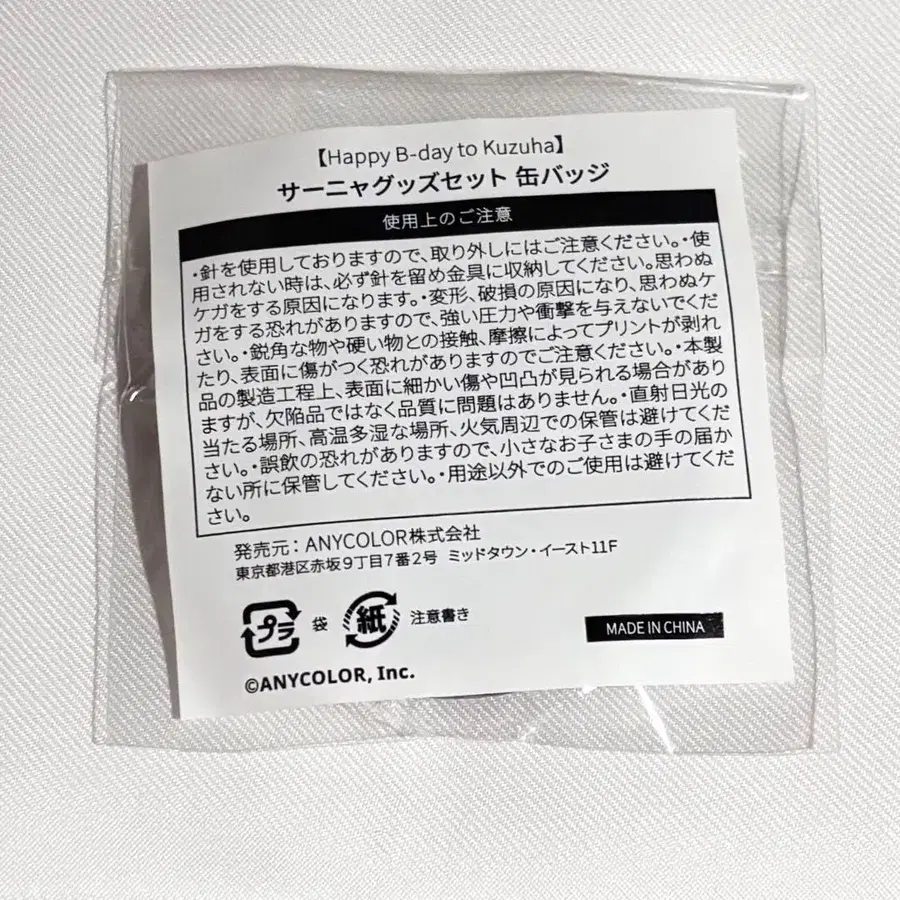 【Happy B-day to Kuzuha】
サーニャグッズセット 缶バッジ
使用上のご注意
・針を使用しておりますので、取り外しにはご注意ください。・使
用されない時は、必ず針を留め金具に収納してください。思わぬ
ケガをする原因になります。・変形、破損の原因になり、思わぬケ
ガをする恐れがありますので、強い圧力や衝撃を与えないでくだ
さい。・鋭角な物や硬い物との接触、摩擦によってプリントが剥れ
たり、表面に傷がつく恐れがありますのでご注意ください。・本製
品の製造工程上、表面に細かい傷や凹凸が見られる場合があり
ますが、欠陥品ではなく品質に問題はありません。・直射日光の
当たる場所、高温多湿な場所、火気周辺での保管は避けてくだ
さい。・誤飲の恐れがありますので、小さなお子さまの手の届か
ない所に保管してください。・用途以外でのご使用は避けてくだ
さい。
発売元：ANYCOLOR株式会社
東京都港区赤坂9丁目7番2号 ミッドタウン・イースト11F
プラ 袋 紙 注意書き
MADE IN CHINA
©ANYCOLOR, Inc.